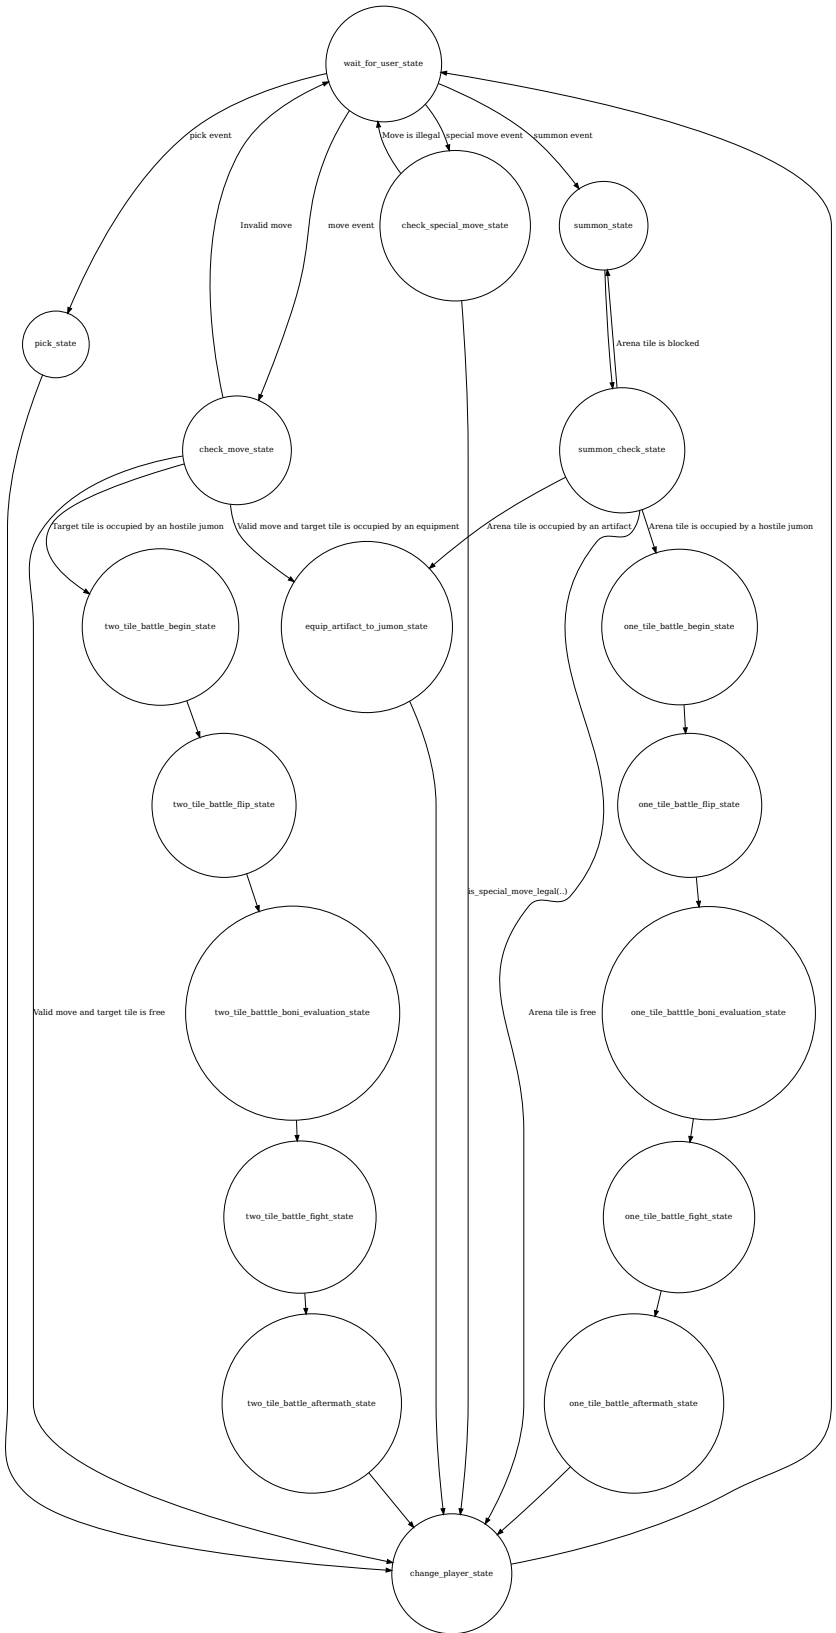 wait_for_user_state
pick event
Move is illegal
special move event
summon event
Invalid move
move event
check_special_move_state
summon_state
pick_state
Arena tile is blocked
check_move_state
summon_check_state
Target tile is occupied by an hostile jumon
Valid move and target tile is occupied by an equipment
Arena tile is occupied by an artifact
Arena tile is occupied by a hostile jumon
two_tile_battle_begin_state
equip_artifact_to_jumon_state
one_tile_battle_begin_state
two_tile_battle_flip_state
one_tile_battle_flip_state
is_special_move_legal(..)
Valid move and target tile is free
two_tile_batttle_boni_evaluation_state
Arena tile is free
one_tile_batttle_boni_evaluation_state
two_tile_battle_fight_state
one_tile_battle_fight_state
two_tile_battle_aftermath_state
one_tile_battle_aftermath_state
change_player_state